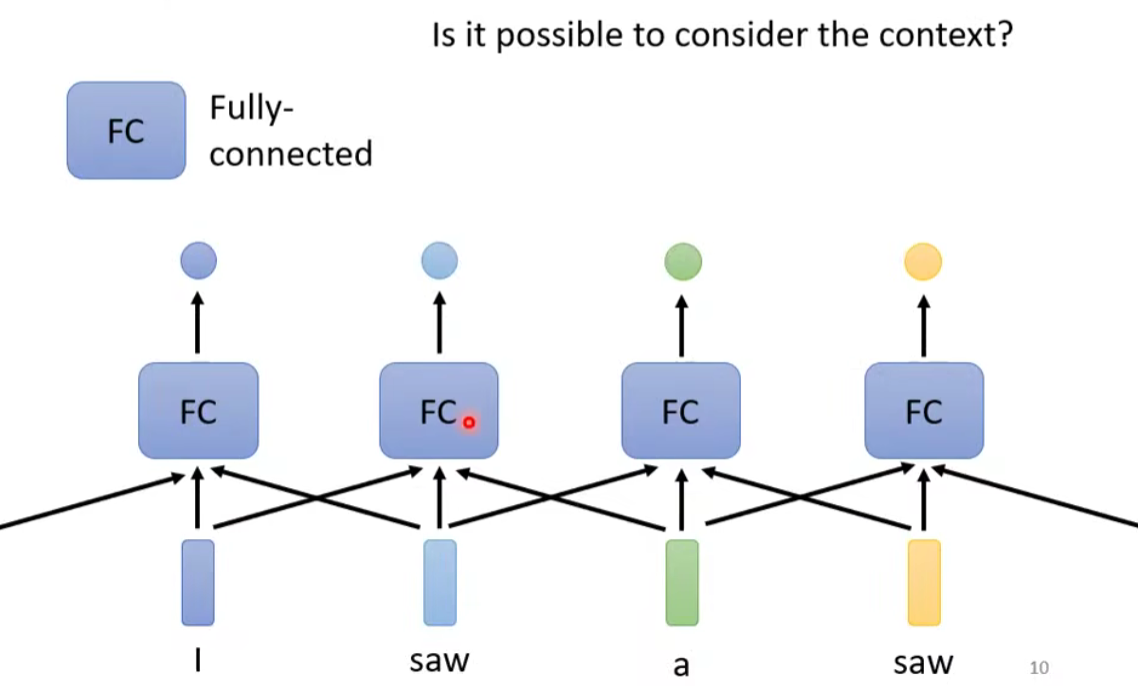 Is it possible to consider the context?
FC
Fully-
connected
FC
FC
FC
FC
I
saw
a
saw
10